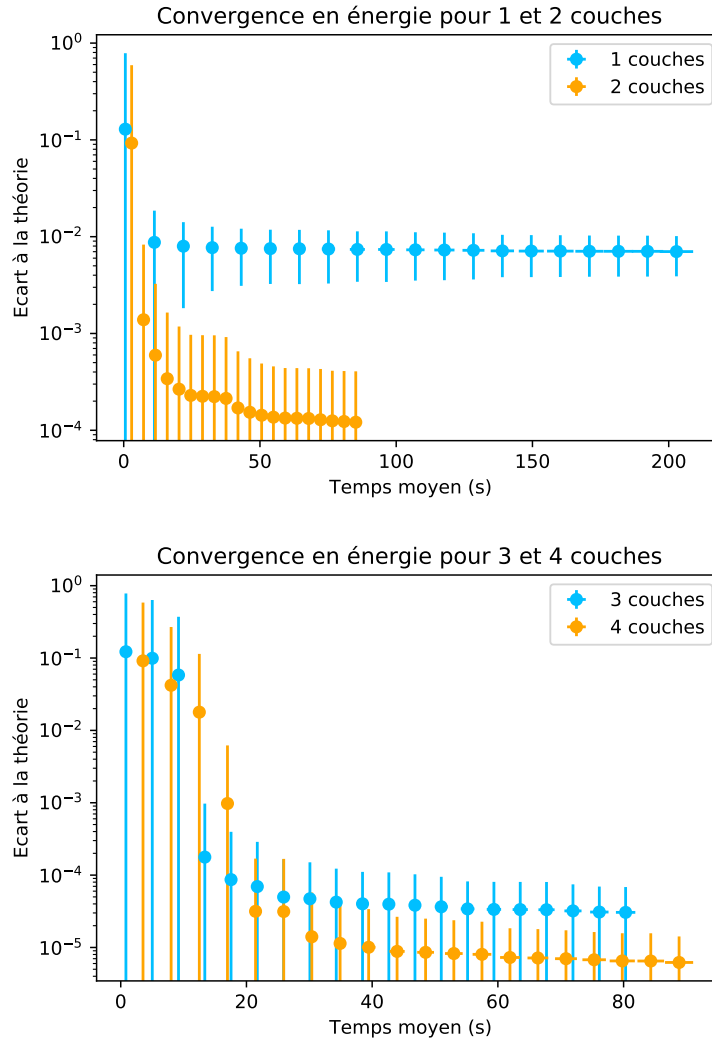 Convergence en énergie pour 1 et 2 couches
10^0
10^-1
10^-2
10^-3
10^-4
Ecart à la théorie
1 couches
2 couches
0 50 100 150 200
Temps moyen (s)
Convergence en énergie pour 3 et 4 couches
10^0
10^-1
10^-2
10^-3
10^-4
10^-5
Ecart à la théorie
3 couches
4 couches
0 20 40 60 80
Temps moyen (s)